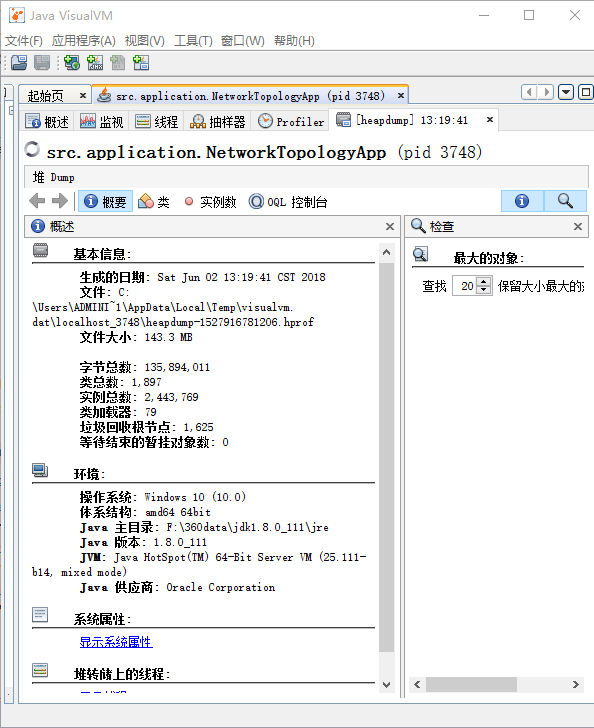 Java VisualVM
文件(F) 应用程序(A) 视图(V) 工具(T) 窗口(W) 帮助(H)
起始页 × src.application.NetworkTopologyApp (pid 3748) ×
概述 监视 线程 抽样器 Profiler [heapdump] 13:19:41 ×
src.application.NetworkTopologyApp (pid 3748)
堆 Dump
概要 类 实例数 OQL 控制台
概述
检查
基本信息:
生成的日期: Sat Jun 02 13:19:41 CST 2018
文件: C:
\Users\ADMINI~1\AppData\Local\Temp\visualvm.
dat\localhost_3748\heapdump-1527916781206.hprof
文件大小: 143.3 MB
字节总数: 135,894,011
类总数: 1,897
实例总数: 2,443,769
类加载器: 79
垃圾回收根节点: 1,625
等待结束的暂挂对象数: 0
环境:
操作系统: Windows 10 (10.0)
体系结构: amd64 64bit
Java 主目录: F:\360data\jdk1.8.0_111\jre
Java 版本: 1.8.0_111
JVM: Java HotSpot(TM) 64-Bit Server VM (25.111-
b14, mixed mode)
Java 供应商: Oracle Corporation
系统属性:
显示系统属性
堆转储上的线程:
最大的对象:
查找 20 保留大小最大的